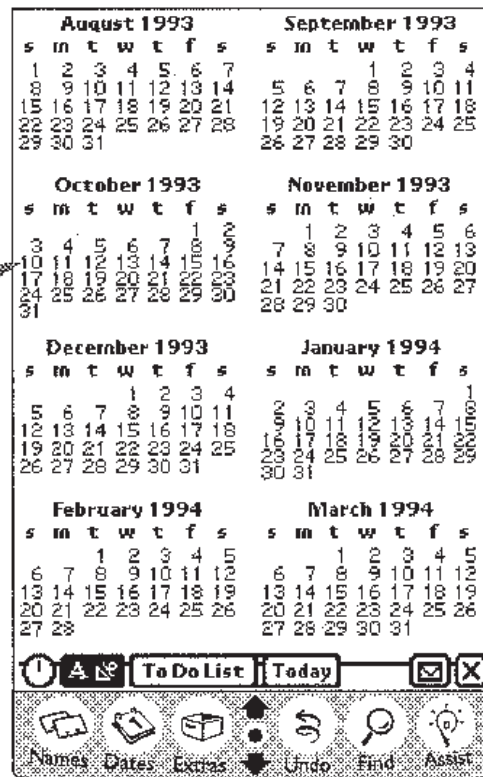 August 1993
s m t w t f s
1 2 3 4 5 6 7
8 9 10 11 12 13 14
15 16 17 18 19 20 21
22 23 24 25 26 27 28
29 30 31
September 1993
s m t w t f s
1 2 3 4
5 6 7 8 9 10 11
12 13 14 15 16 17 18
19 20 21 22 23 24 25
26 27 28 29 30
October 1993
s m t w t f s
1 2
3 4 5 6 7 8 9
10 11 12 13 14 15 16
17 18 19 20 21 22 23
24 25 26 27 28 29 30
31
November 1993
s m t w t f s
1 2 3 4 5 6
7 8 9 10 11 12 13
14 15 16 17 18 19 20
21 22 23 24 25 26 27
28 29 30
December 1993
s m t w t f s
1 2 3 4
5 6 7 8 9 10 11
12 13 14 15 16 17 18
19 20 21 22 23 24 25
26 27 28 29 30 31
January 1994
s m t w t f s
1
2 3 4 5 6 7 8
9 10 11 12 13 14 15
16 17 18 19 20 21 22
23 24 25 26 27 28 29
30 31
February 1994
s m t w t f s
1 2 3 4 5
6 7 8 9 10 11 12
13 14 15 16 17 18 19
20 21 22 23 24 25 26
27 28
March 1994
s m t w t f s
1 2 3 4 5
6 7 8 9 10 11 12
13 14 15 16 17 18 19
20 21 22 23 24 25 26
27 28 29 30 31
A To Do List Today
Names Dates Extras Undo Find Assist